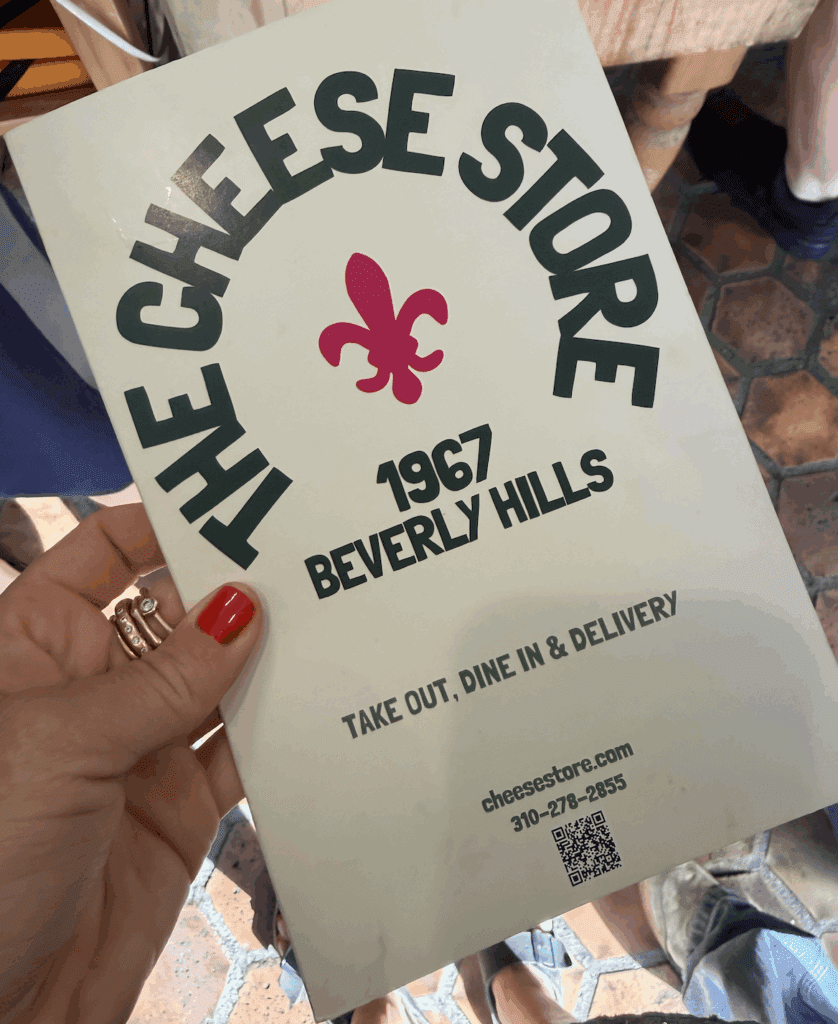 THE CHEESE STORE
1967
BEVERLY HILLS
TAKE OUT, DINE IN & DELIVERY
cheesestore.com
310-278-2855